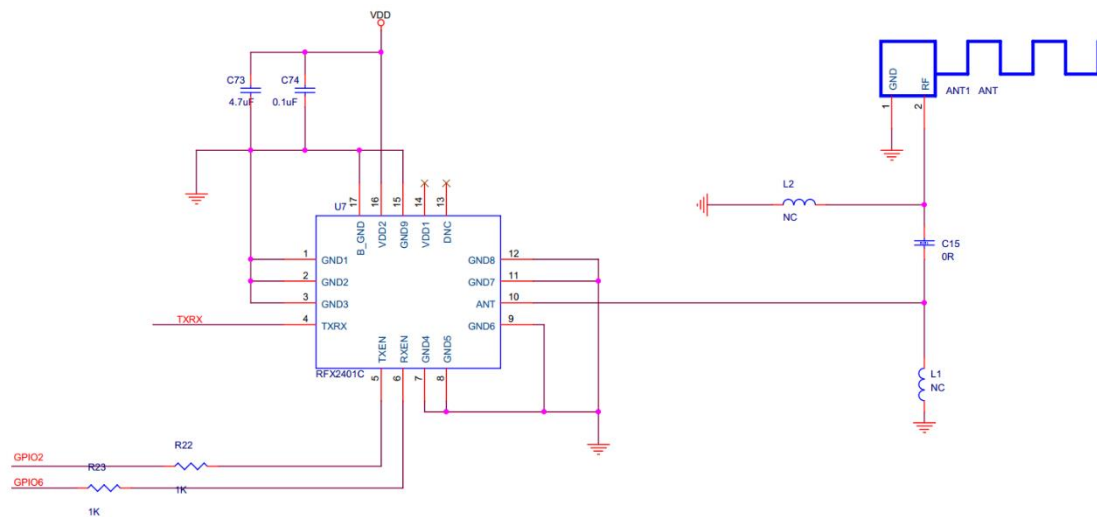 VDD
C73
4.7uF
C74
0.1uF
GND
RF
1
2
ANT1
ANT
L2
NC
C15
0R
L1
NC
U7
17
16
15
14
13
B_GND
VDD2
GND9
VDD1
DNC
1
GND1
2
GND2
3
GND3
TXRX
4
TXRX
GND8
12
GND7
11
ANT
10
GND6
9
TXEN
RXEN
GND4
GND5
RFX2401C
5
6
7
8
GPIO2
R22
1K
GPIO6
R23
1K